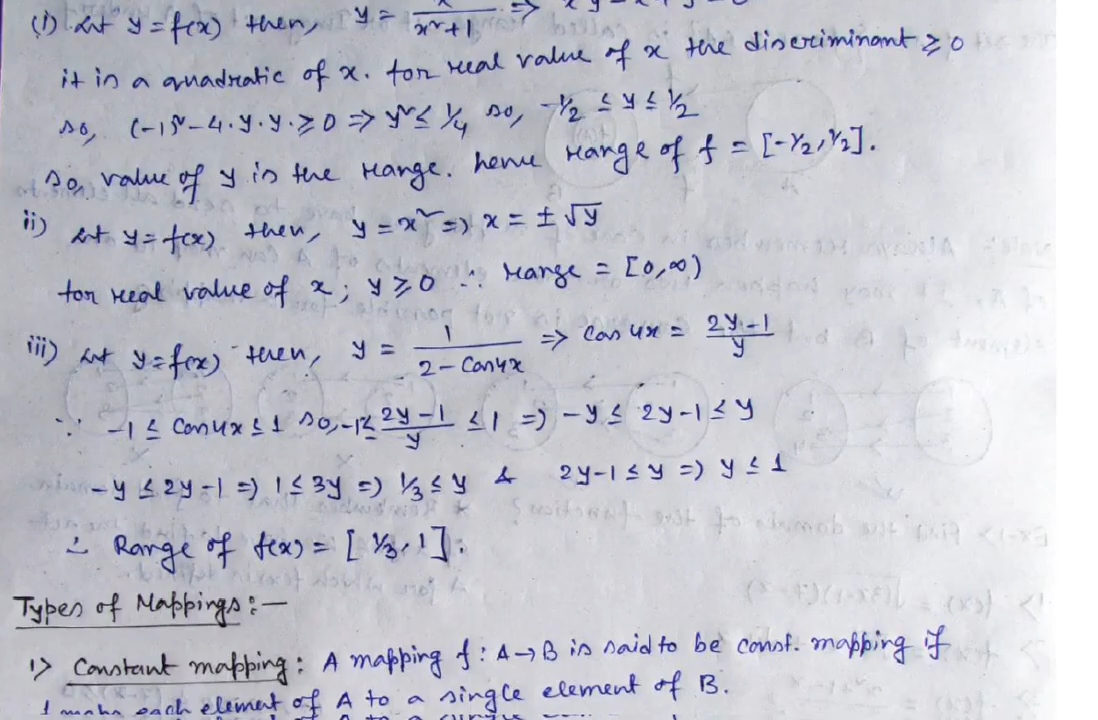 (i) Let y=f(x) then, y = x/(x²+1) ⇒
it is a quadratic of x. for real value of x the discriminant ≥ 0
so, (-1)² - 4.y.y. ≥ 0 ⇒ y² ≤ 1/4 so, -1/2 ≤ y ≤ 1/2
so, value of y is the range. hence range of f = [-1/2, 1/2].
ii) Let y = f(x) then, y = x² ⇒ x = ± √y
for real value of x; y ≥ 0 ∴ range = [0, ∞)
iii) Let y = f(x) then, y = 1/(2 - Cos4x) ⇒ cos 4x = (2y-1)/y
∵ -1 ≤ Cos4x ≤ 1 so, -1 ≤ (2y-1)/y ≤ 1 ⇒ -y ≤ 2y-1 ≤ y
-y ≤ 2y-1 ⇒ 1 ≤ 3y ⇒ 1/3 ≤ y & 2y-1 ≤ y ⇒ y ≤ 1
∴ Range of f(x) = [1/3, 1].
Types of Mappings :—
1> Constant mapping : A mapping f : A→B is said to be const. mapping if
each element of A to a single element of B.